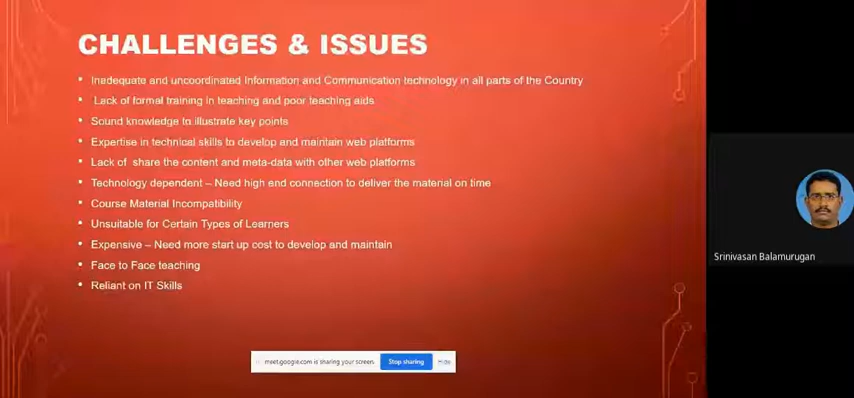 CHALLENGES & ISSUES
Inadequate and uncoordinated Information and Communication technology in all parts of the Country
Lack of formal training in teaching and poor teaching aids
Sound knowledge to illustrate key points
Expertise in technical skills to develop and maintain web platforms
Lack of share the content and meta-data with other web platforms
Technology dependent – Need high end connection to deliver the material on time
Course Material Incompatibility
Unsuitable for Certain Types of Learners
Expensive – Need more start up cost to develop and maintain
Face to Face teaching
Reliant on IT Skills
Srinivasan Balamurugan
meet.google.com is sharing your screen. Stop sharing Hide